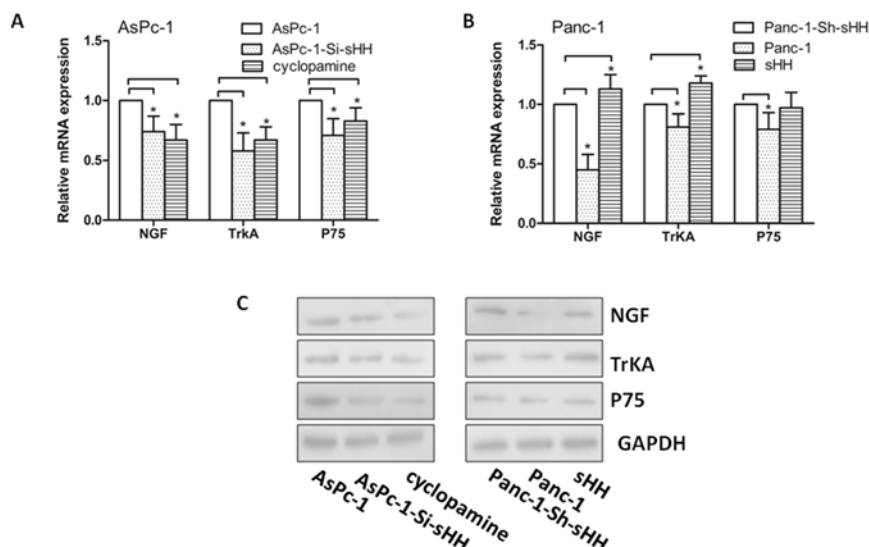 A
AsPc-1
AsPc-1
AsPc-1-Si-sHH
cyclopamine
Relative mRNA expression
1.5
1.0
0.5
0.0
* * * * * *
NGF TrkA P75
B
Panc-1
Panc-1-Sh-sHH
Panc-1
sHH
Relative mRNA expression
1.5
1.0
0.5
0.0
* * * * *
NGF TrKA P75
C
NGF
TrKA
P75
GAPDH
AsPc-1
AsPc-1-Si-sHH
cyclopamine
Panc-1-Sh-sHH
Panc-1
sHH